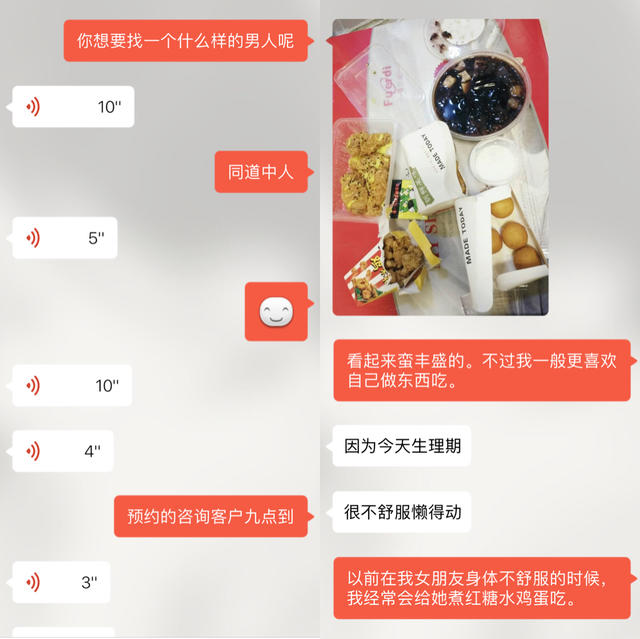 你想要找一个什么样的男人呢
10"
同道中人
5"
10"
4"
预约的咨询客户九点到
3"
MADE TODAY
MADE TODAY
看起来蛮丰盛的。不过我一般更喜欢
自己做东西吃。
因为今天生理期
很不舒服懒得动
以前在我女朋友身体不舒服的时候，
我经常会给她煮红糖水鸡蛋吃。